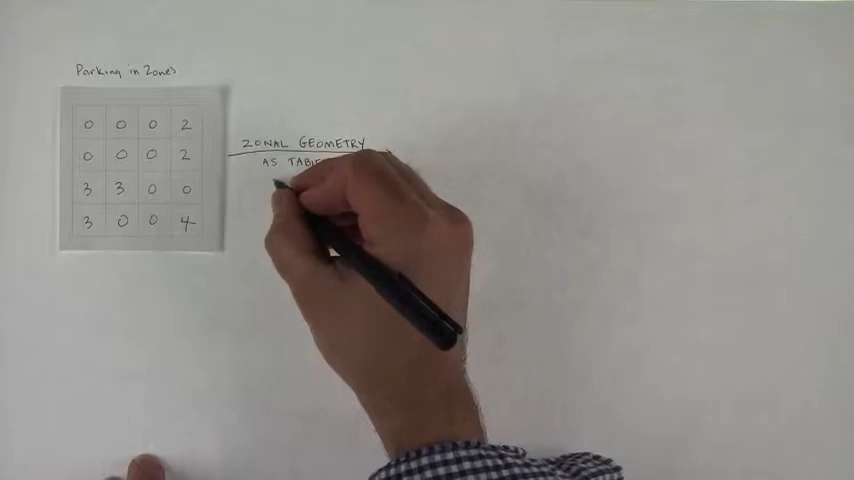 Parking in Zones
0 0 0 2
0 0 0 2
3 3 0 0
3 0 0 4
ZONAL GEOMETRY
AS TABLE